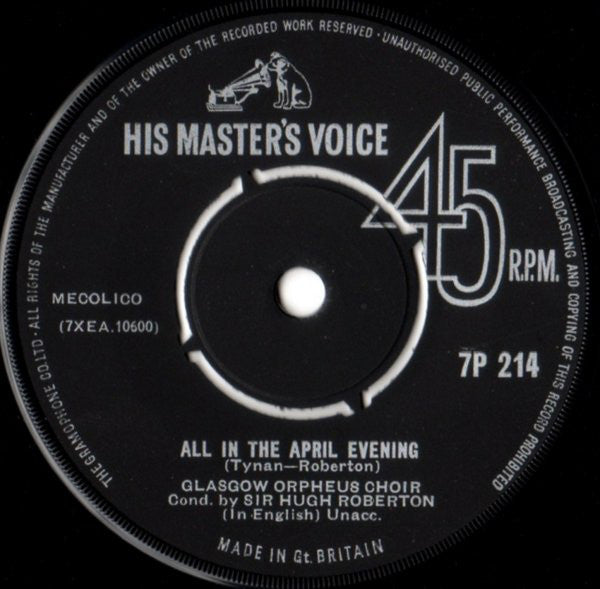 THE GRAMOPHONE CO. LTD. · ALL RIGHTS OF THE MANUFACTURER AND OF THE OWNER OF THE RECORDED WORK RESERVED · UNAUTHORISED PUBLIC PERFORMANCE BROADCASTING AND COPYING OF THIS RECORD PROHIBITED
HIS MASTER'S VOICE
45
R.P.M.
MECOLICO
(7XEA.10600)
7P 214
ALL IN THE APRIL EVENING
(Tynan—Roberton)
GLASGOW ORPHEUS CHOIR
Cond. by SIR HUGH ROBERTON
(In English) Unacc.
MADE IN Gt. BRITAIN